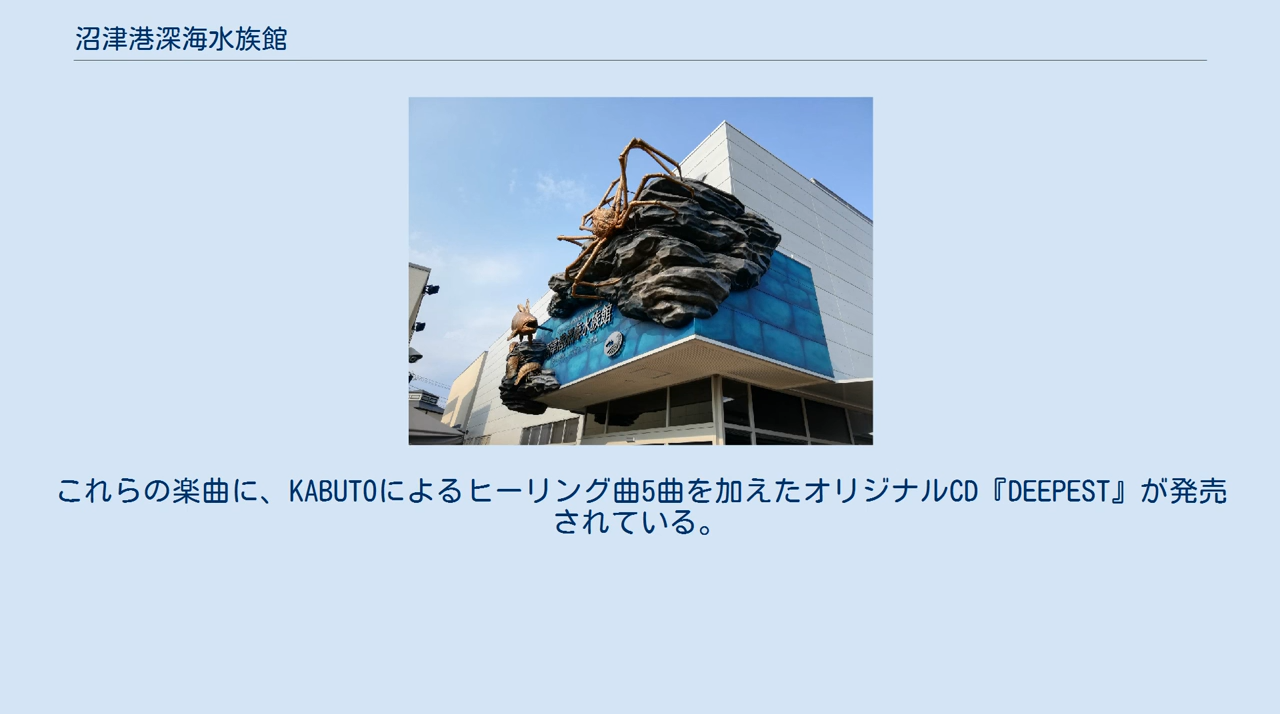 沼津港深海水族館
これらの楽曲に、KABUTOによるヒーリング曲5曲を加えたオリジナルCD『DEEPEST』が発売
されている。